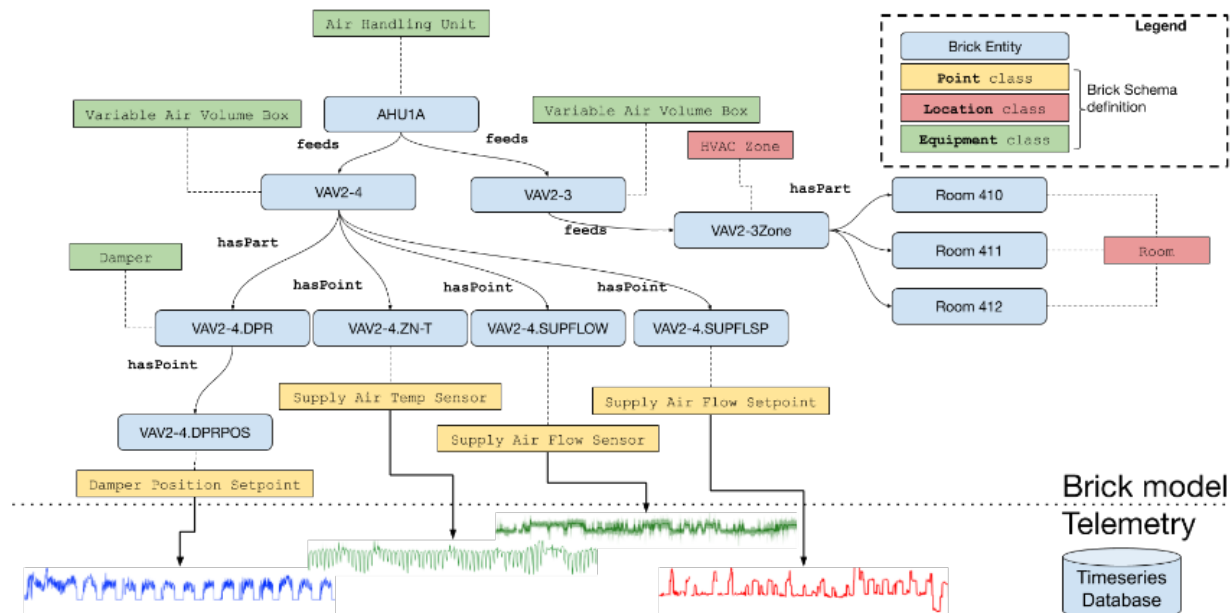 Air Handling Unit
Legend
Brick Entity
Point class
Location class
Equipment class
Brick Schema
definition
Variable Air Volume Box
AHU1A
Variable Air Volume Box
feeds
feeds
HVAC Zone
hasPart
VAV2-4
VAV2-3
Room 410
feeds
VAV2-3Zone
hasPart
Damper
Room 411
Room
hasPoint
hasPoint
hasPoint
Room 412
VAV2-4.DPR
VAV2-4.ZN-T
VAV2-4.SUPFLOW
VAV2-4.SUPFLSP
hasPoint
Supply Air Temp Sensor
Supply Air Flow Setpoint
VAV2-4.DPRPOS
Supply Air Flow Sensor
Damper Position Setpoint
Brick model
Telemetry
Timeseries
Database